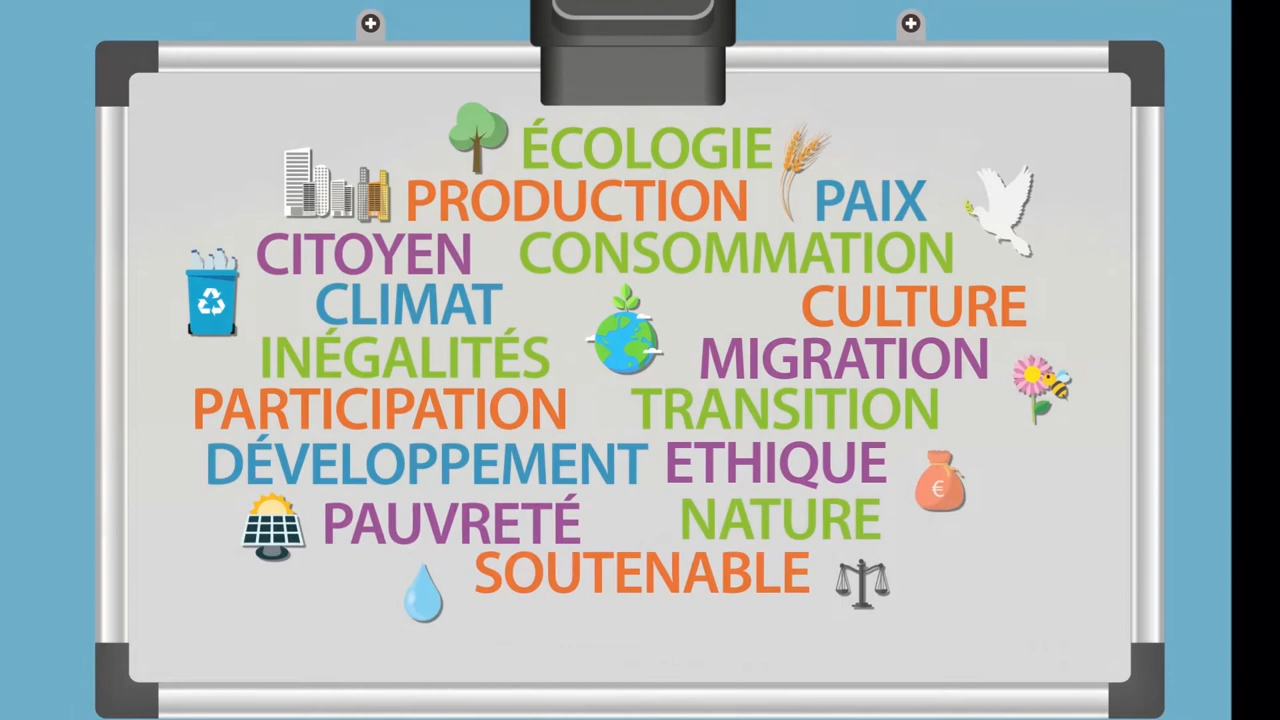 ÉCOLOGIE
PRODUCTION PAIX
CITOYEN CONSOMMATION
CLIMAT CULTURE
INÉGALITÉS MIGRATION
PARTICIPATION TRANSITION
DÉVELOPPEMENT ETHIQUE
€
PAUVRETÉ NATURE
SOUTENABLE